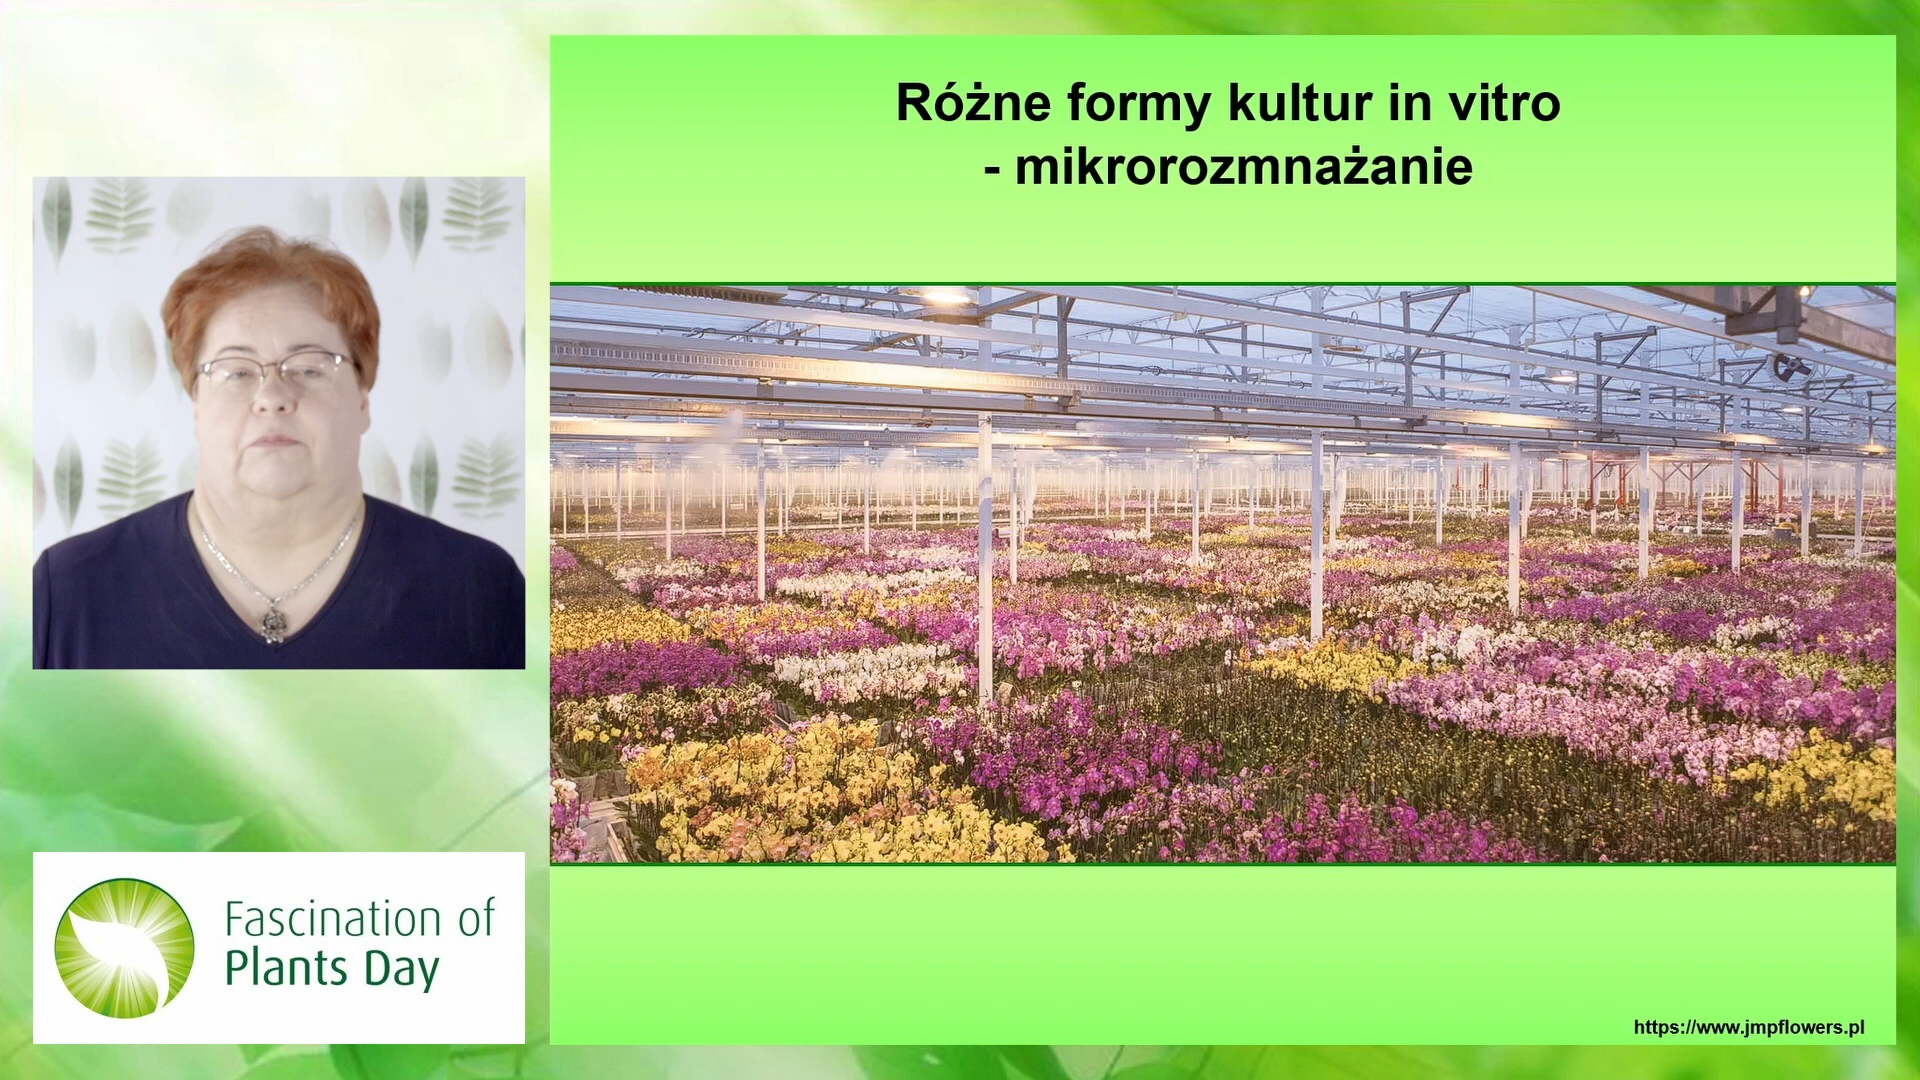 Różne formy kultur in vitro
- mikrorozmnażanie
Fascination of
Plants Day
https://www.jmpflowers.pl